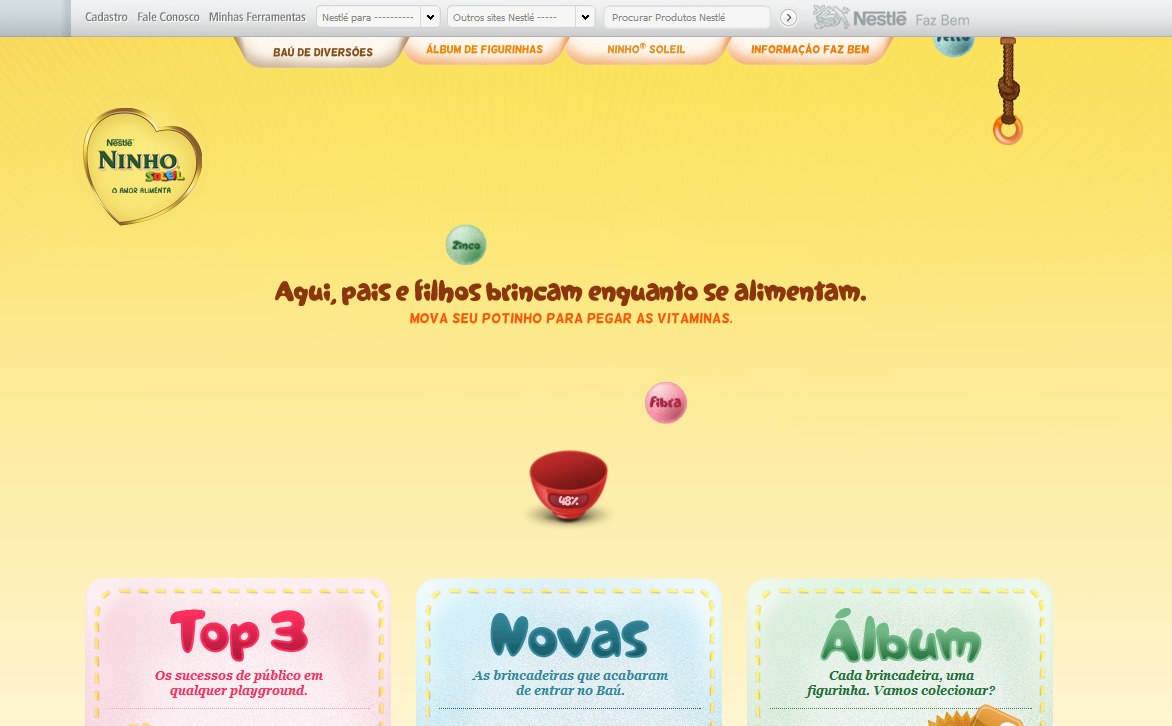 Cadastro Fale Conosco Minhas Ferramentas Nestlé para ---------- Outros sites Nestlé ----- Procurar Produtos Nestlé Nestlé Faz Bem
BAÚ DE DIVERSÕES ÁLBUM DE FIGURINHAS NINHO® SOLEIL INFORMAÇÃO FAZ BEM
Nestlé
NINHO
SOLEIL
O AMOR ALIMENTA
Zinco
Aqui, pais e filhos brincam enquanto se alimentam.
MOVA SEU POTINHO PARA PEGAR AS VITAMINAS.
Fibra
48%
Top 3
Os sucessos de público em
qualquer playground.
Novas
As brincadeiras que acabaram
de entrar no Baú.
Álbum
Cada brincadeira, uma
figurinha. Vamos colecionar?